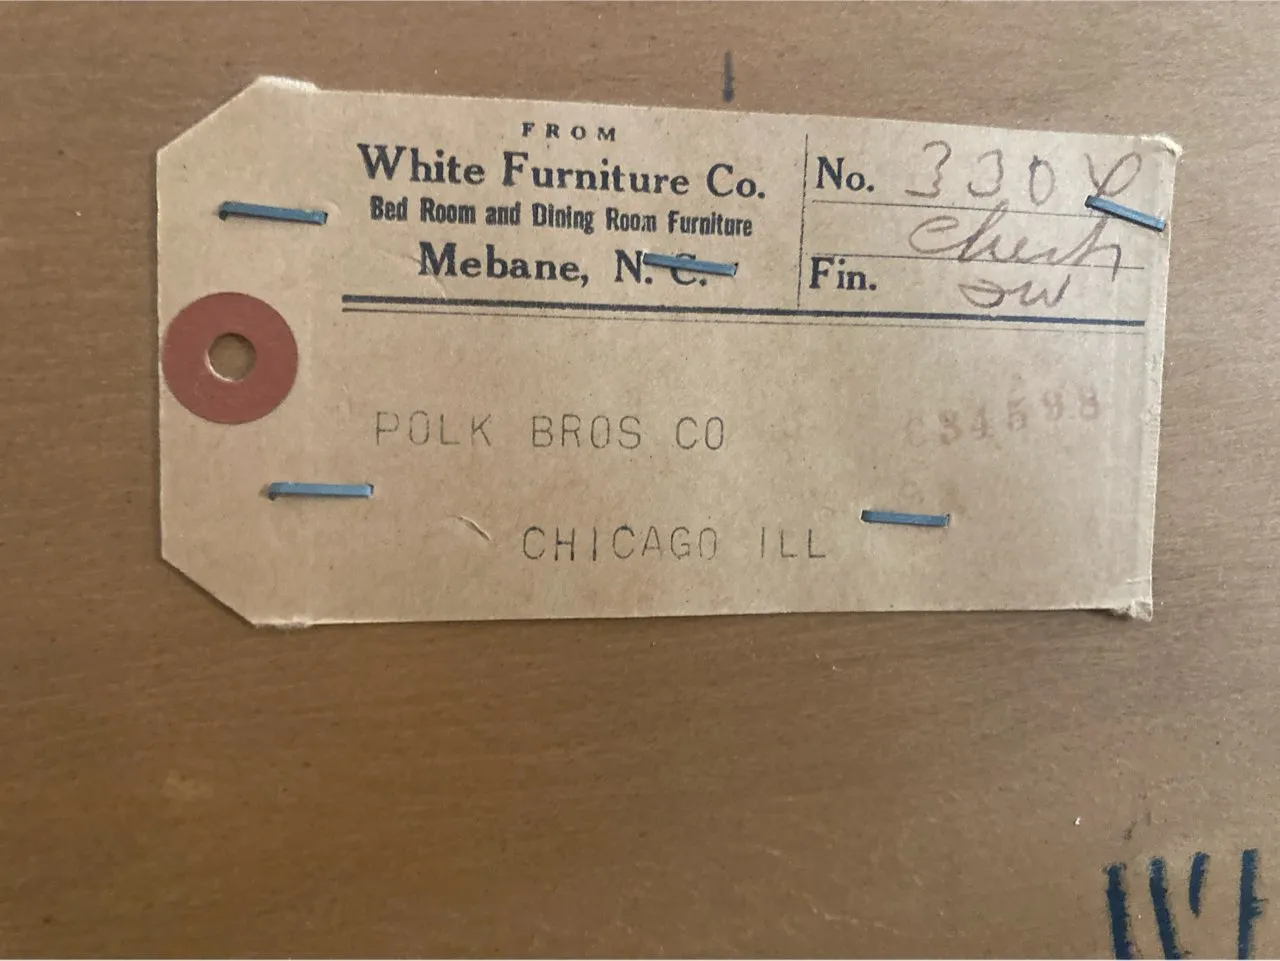 FROM
White Furniture Co.
Bed Room and Dining Room Furniture
Mebane, N. C.
No. 330
Chest
Fin.
POLK BROS CO
CHICAGO ILL